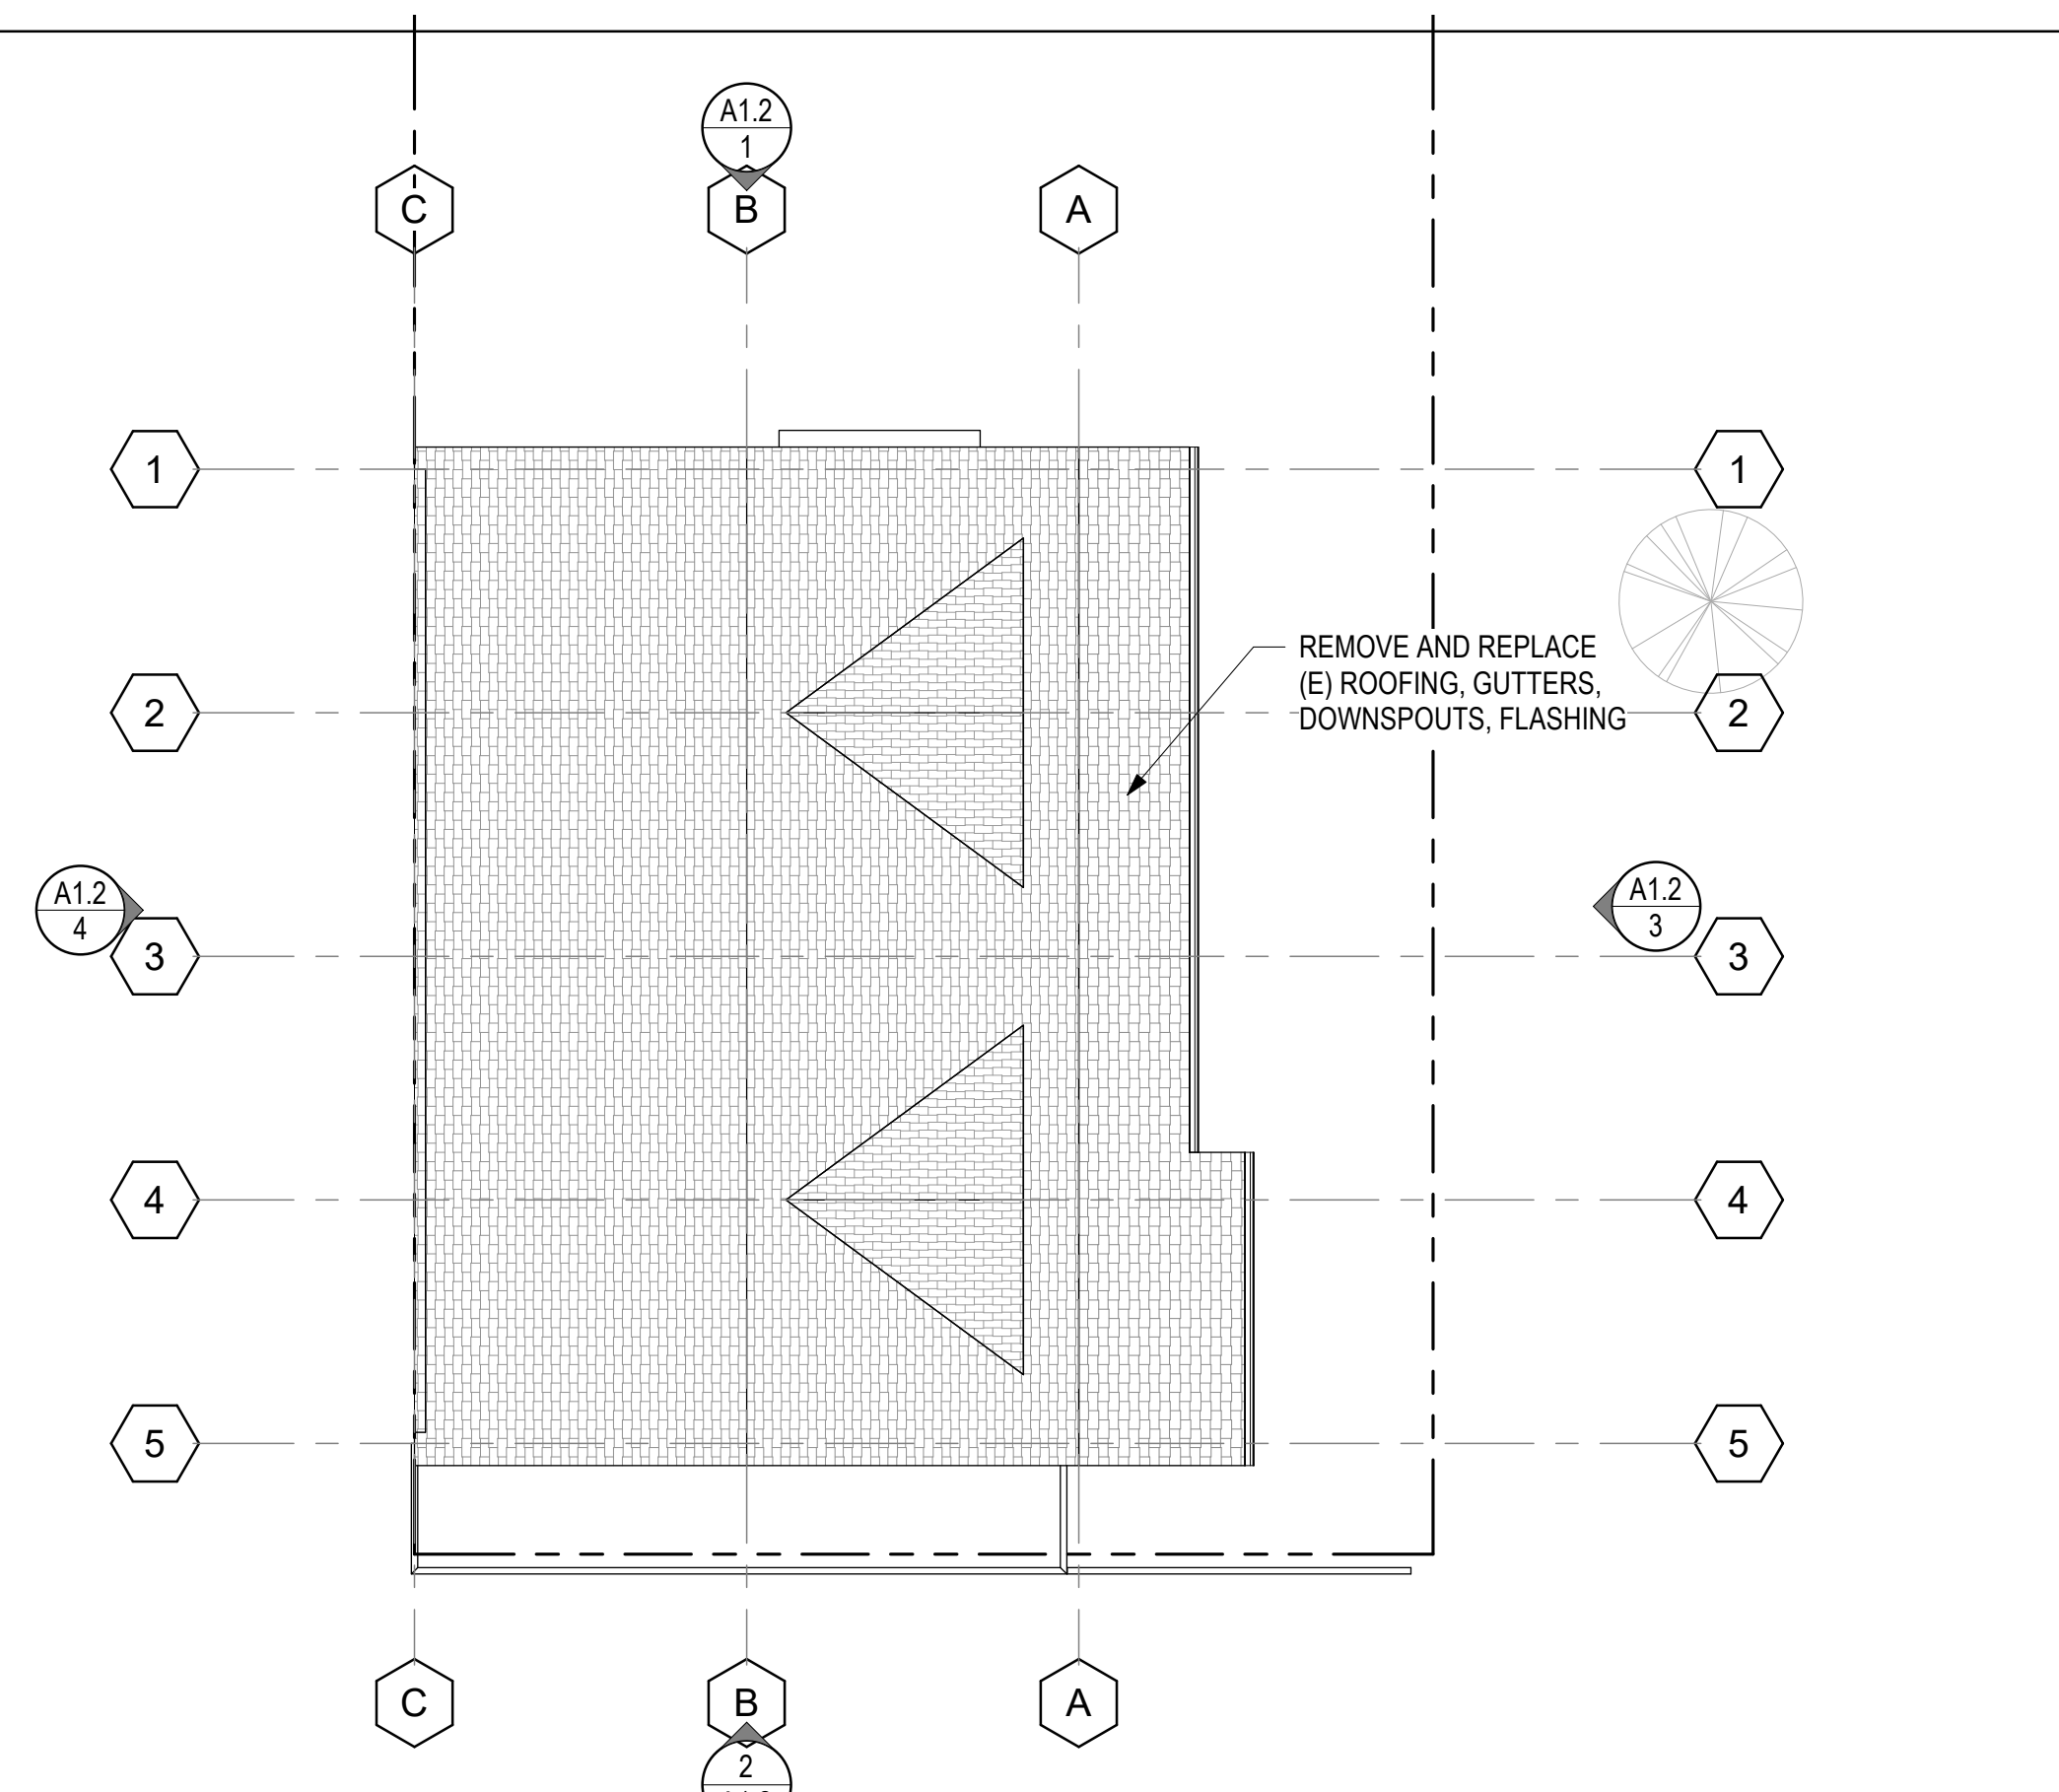 A1.2
1
C
B
A
1
1
REMOVE AND REPLACE
(E) ROOFING, GUTTERS,
DOWNSPOUTS, FLASHING
2
2
A1.2
4
A1.2
3
3
3
4
4
5
5
C
B
A
2